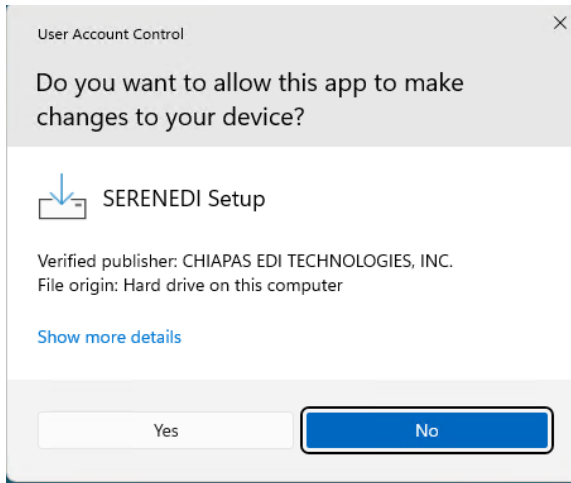 User Account Control
Do you want to allow this app to make
changes to your device?
SERENEDI Setup
Verified publisher: CHIAPAS EDI TECHNOLOGIES, INC.
File origin: Hard drive on this computer
Show more details
Yes
No